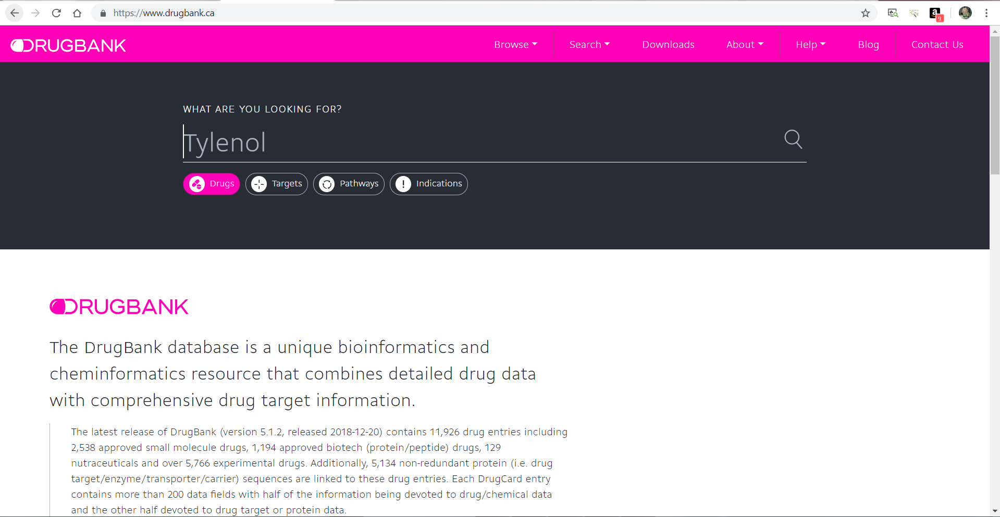 https://www.drugbank.ca
a
9
DRUGBANK
Browse Search Downloads About Help Blog Contact Us
WHAT ARE YOU LOOKING FOR?
Tylenol
Drugs Targets Pathways Indications
DRUGBANK
The DrugBank database is a unique bioinformatics and
cheminformatics resource that combines detailed drug data
with comprehensive drug target information.
The latest release of DrugBank (version 5.1.2, released 2018-12-20) contains 11,926 drug entries including
2,538 approved small molecule drugs, 1,194 approved biotech (protein/peptide) drugs, 129
nutraceuticals and over 5,766 experimental drugs. Additionally, 5,134 non-redundant protein (i.e. drug
target/enzyme/transporter/carrier) sequences are linked to these drug entries. Each DrugCard entry
contains more than 200 data fields with half of the information being devoted to drug/chemical data
and the other half devoted to drug target or protein data.